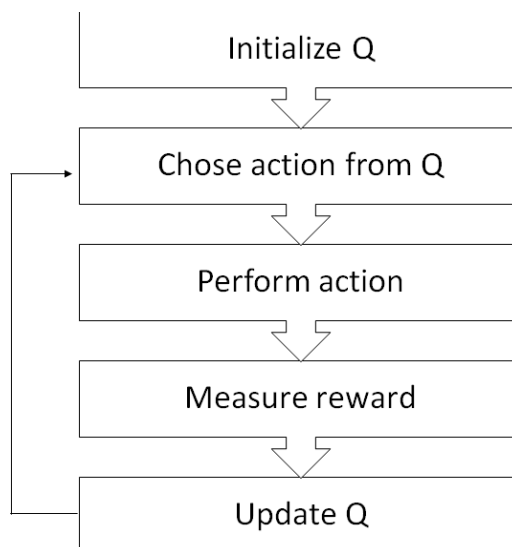 Initialize Q
Chose action from Q
Perform action
Measure reward
Update Q